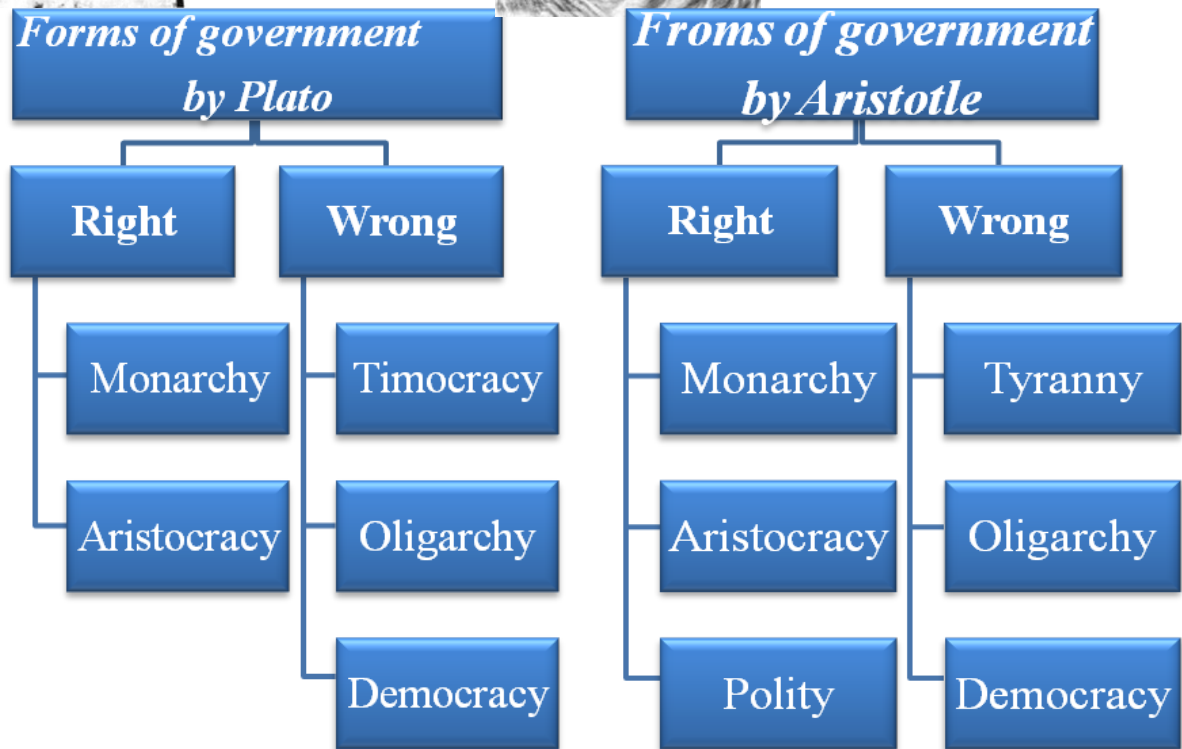 Forms of government
by Plato
Right
Wrong
Monarchy
Timocracy
Aristocracy
Oligarchy
Democracy
Froms of government
by Aristotle
Right
Wrong
Monarchy
Tyranny
Aristocracy
Oligarchy
Polity
Democracy